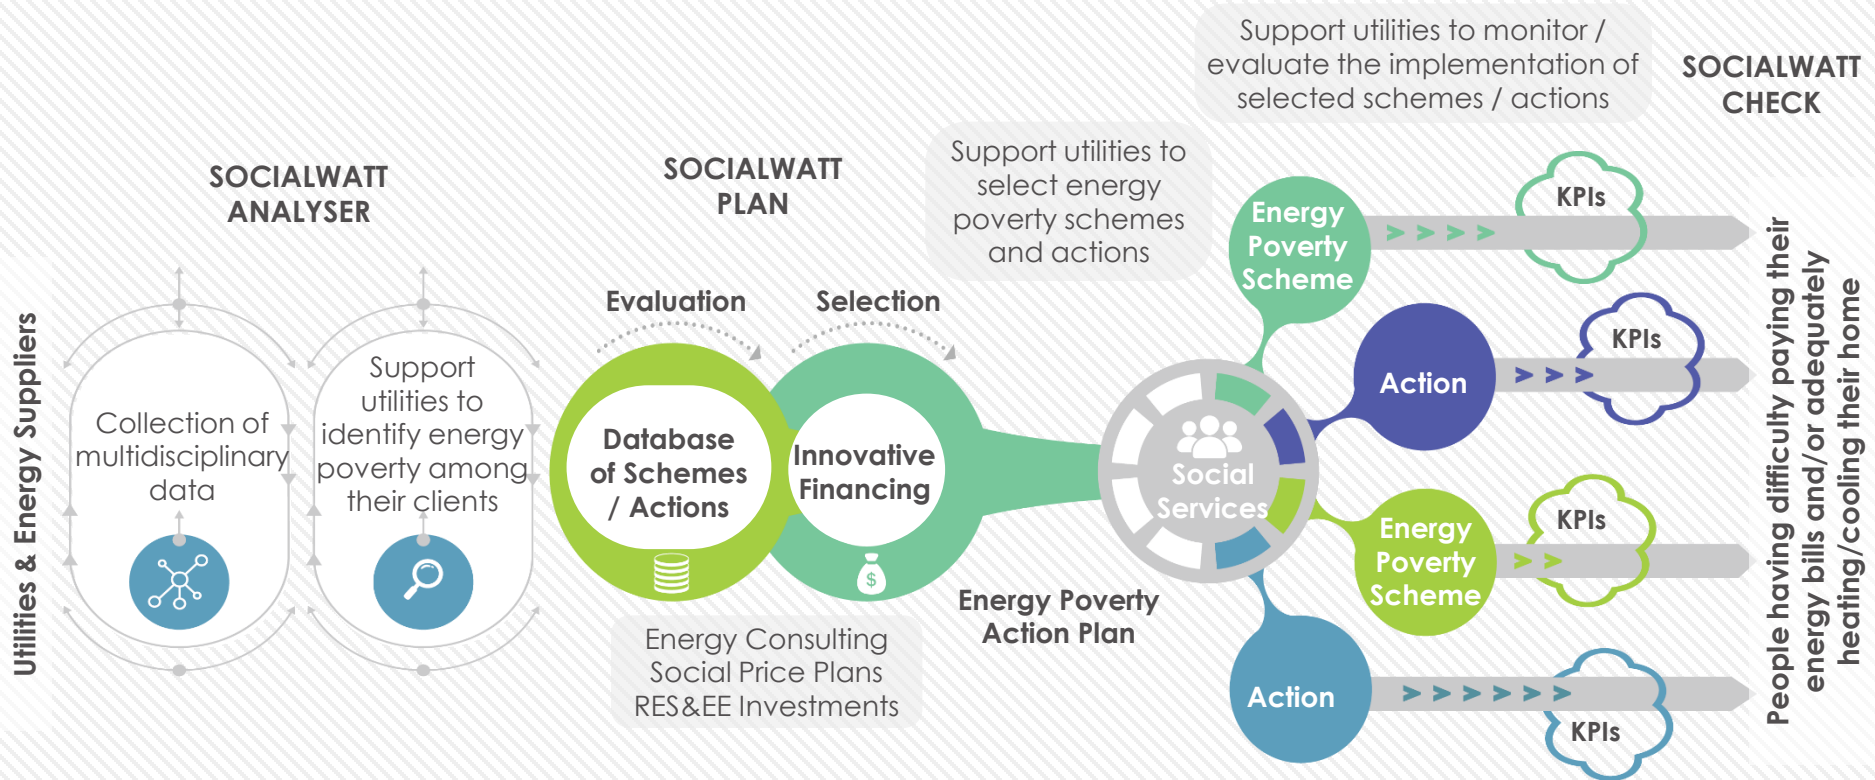 Utilities & Energy Suppliers
SOCIALWATT
ANALYSER
Collection of
multidisciplinary
data
Support
utilities to
identify energy
poverty among
their clients
SOCIALWATT
PLAN
Evaluation
Selection
Database
of Schemes
/ Actions
Innovative
Financing
$
Energy Consulting
Social Price Plans
RES&EE Investments
Support utilities to
select energy
poverty schemes
and actions
Energy Poverty
Action Plan
Social
Services
Support utilities to monitor /
evaluate the implementation of
selected schemes / actions
SOCIALWATT
CHECK
Energy
Poverty
Scheme
> > > >
KPIs
Action
> > >
KPIs
Energy
Poverty
Scheme
> >
KPIs
Action
> > > > > >
KPIs
People having difficulty paying their
energy bills and/or adequately
heating/cooling their home